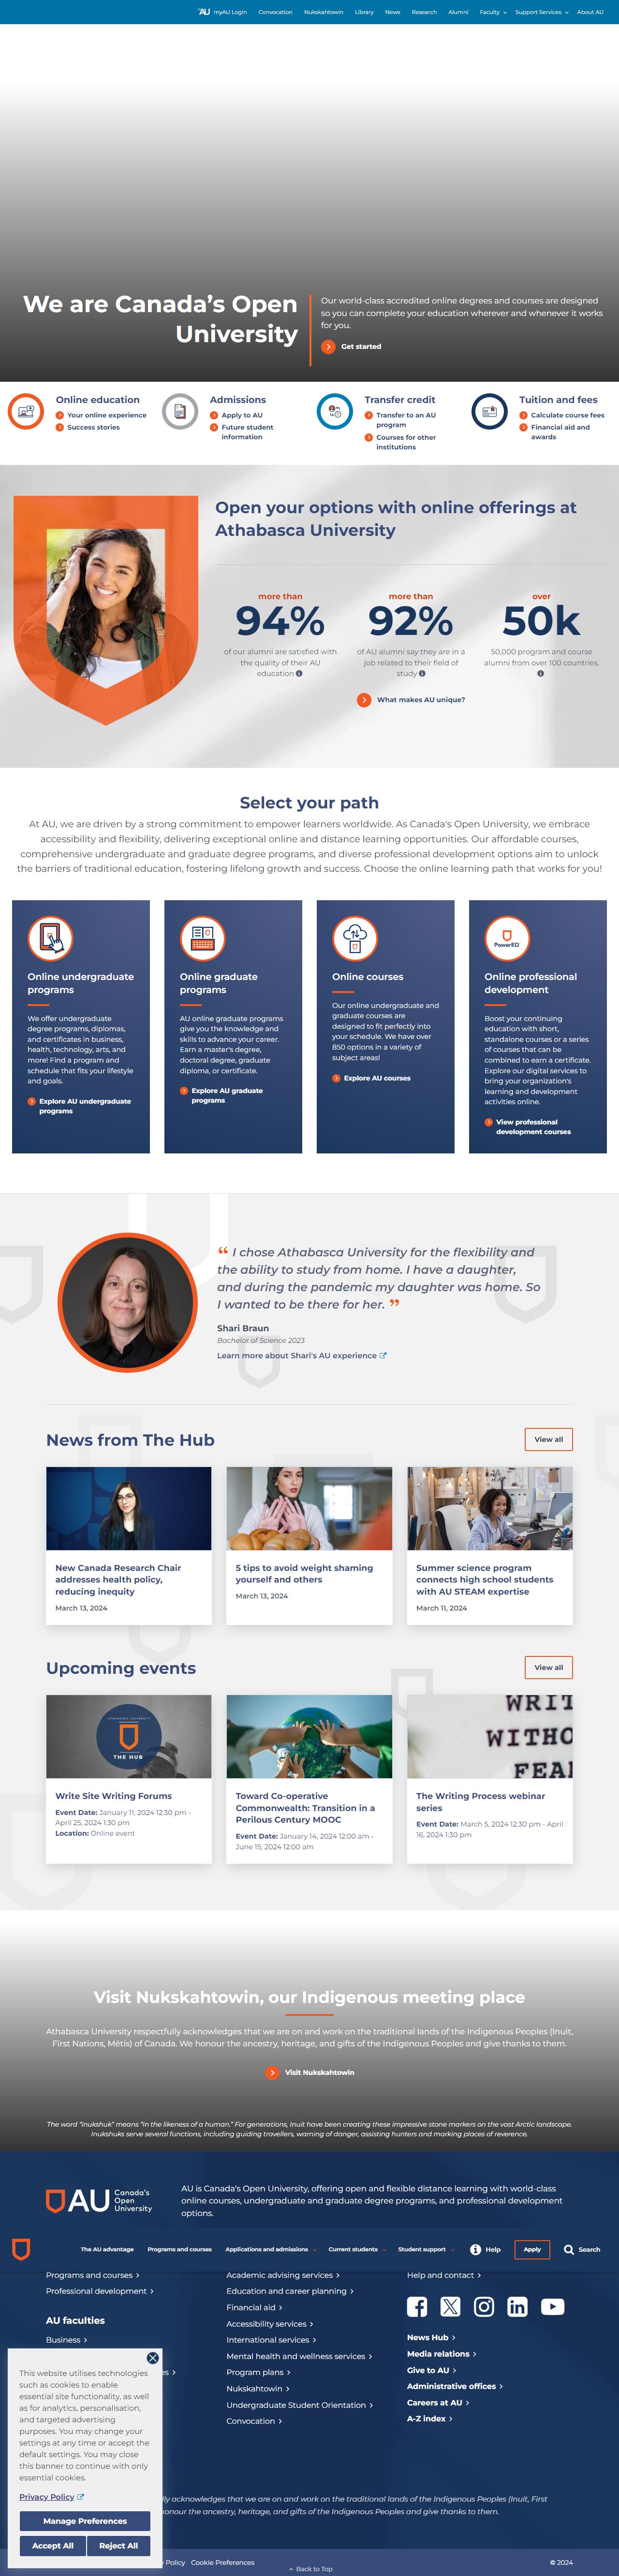 AU myAU Login Convocation Nukskahtowin Library News Research Alumni Faculty Support Services About AU
We are Canada's Open
University
Our world-class accredited online degrees and courses are designed
so you can complete your education wherever and whenever it works
for you.
Get started
Online education
Your online experience
Success stories
Admissions
Apply to AU
Future student
information
Transfer credit
Transfer to an AU
program
Courses for other
institutions
Tuition and fees
Calculate course fees
Financial aid and
awards
Open your options with online offerings at
Athabasca University
more than
94%
of our alumni are satisfied with
the quality of their AU
education
more than
92%
of AU alumni say they are in a
job related to their field of
study
over
50k
50,000 program and course
alumni from over 100 countries.
What makes AU unique?
Select your path
At AU, we are driven by a strong commitment to empower learners worldwide. As Canada's Open University, we embrace
accessibility and flexibility, delivering exceptional online and distance learning opportunities. Our affordable courses,
comprehensive undergraduate and graduate degree programs, and diverse professional development options aim to unlock
the barriers of traditional education, fostering lifelong growth and success. Choose the online learning path that works for you!
Online undergraduate
programs
We offer undergraduate
degree programs, diplomas,
and certificates in business,
health, technology, arts, and
more! Find a program and
schedule that fits your lifestyle
and goals.
Explore AU undergraduate
programs
Online graduate
programs
AU online graduate programs
give you the knowledge and
skills to advance your career.
Earn a master's degree,
doctoral degree, graduate
diploma, or certificate.
Explore AU graduate
programs
Online courses
Our online undergraduate and
graduate courses are
designed to fit perfectly into
your schedule. We have over
850 options in a variety of
subject areas!
Explore AU courses
PowerED
Online professional
development
Boost your continuing
education with short,
standalone courses or a series
of courses that can be
combined to earn a certificate.
Explore our digital services to
bring your organization's
learning and development
activities online.
View professional
development courses
“ I chose Athabasca University for the flexibility and
the ability to study from home. I have a daughter,
and during the pandemic my daughter was home. So
I wanted to be there for her. ”
Shari Braun
Bachelor of Science 2023
Learn more about Shari's AU experience
News from The Hub
View all
New Canada Research Chair
addresses health policy,
reducing inequity
March 13, 2024
5 tips to avoid weight shaming
yourself and others
March 13, 2024
Summer science program
connects high school students
with AU STEAM expertise
March 11, 2024
Upcoming events
View all
ATHABASCA UNIVERSITY
THE HUB
Write Site Writing Forums
Event Date: January 11, 2024 12:30 pm -
April 25, 2024 1:30 pm
Location: Online event
Toward Co-operative
Commonwealth: Transition in a
Perilous Century MOOC
Event Date: January 14, 2024 12:00 am -
June 15, 2024 12:00 am
WRIT
WITHO
FEAR
The Writing Process webinar
series
Event Date: March 5, 2024 12:30 pm - April
16, 2024 1:30 pm
Visit Nukskahtowin, our Indigenous meeting place
Athabasca University respectfully acknowledges that we are on and work on the traditional lands of the Indigenous Peoples (Inuit,
First Nations, Métis) of Canada. We honour the ancestry, heritage, and gifts of the Indigenous Peoples and give thanks to them.
Visit Nukskahtowin
The word "inukshuk" means "in the likeness of a human." For generations, Inuit have been creating these impressive stone markers on the vast Arctic landscape.
Inukshuks serve several functions, including guiding travellers, warning of danger, assisting hunters and marking places of reverence.
AU Canada's
Open
University
AU is Canada's Open University, offering open and flexible distance learning with world-class
online courses, undergraduate and graduate degree programs, and professional development
options.
The AU advantage Programs and courses Applications and admissions Current students Student support Help Apply Search
Programs and courses
Professional development
AU faculties
Business
es
Academic advising services
Education and career planning
Financial aid
Accessibility services
International services
Mental health and wellness services
Program plans
Nukskahtowin
Undergraduate Student Orientation
Convocation
Help and contact
News Hub
Media relations
Give to AU
Administrative offices
Careers at AU
A-Z index
This website utilises technologies
such as cookies to enable
essential site functionality, as well
as for analytics, personalisation,
and targeted advertising
purposes. You may change your
settings at any time or accept the
default settings. You may close
this banner to continue with only
essential cookies.
Privacy Policy
Manage Preferences
Accept All Reject All
lly acknowledges that we are on and work on the traditional lands of the Indigenous Peoples (Inuit, First
onour the ancestry, heritage, and gifts of the Indigenous Peoples and give thanks to them.
y Policy Cookie Preferences
Back to Top
© 2024